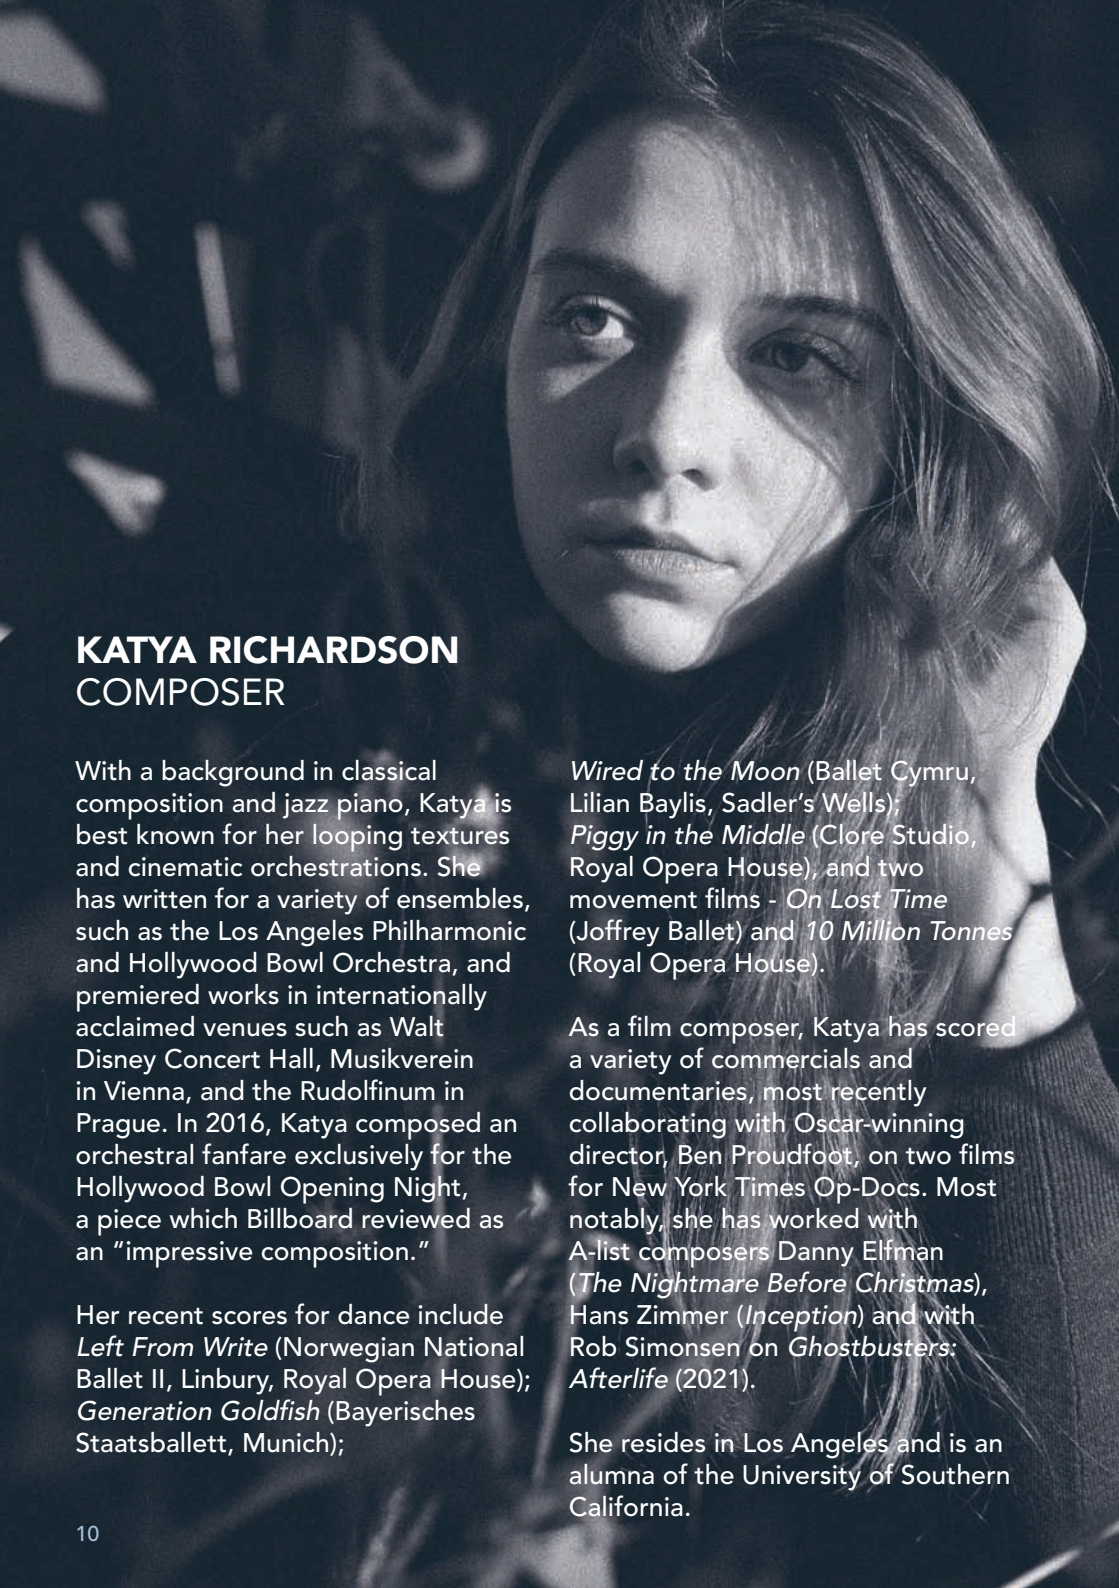 KATYA RICHARDSON
COMPOSER
With a background in classical
composition and jazz piano, Katya is
best known for her looping textures
and cinematic orchestrations. She
has written for a variety of ensembles,
such as the Los Angeles Philharmonic
and Hollywood Bowl Orchestra, and
premiered works in internationally
acclaimed venues such as Walt
Disney Concert Hall, Musikverein
in Vienna, and the Rudolfinum in
Prague. In 2016, Katya composed an
orchestral fanfare exclusively for the
Hollywood Bowl Opening Night,
a piece which Billboard reviewed as
an “impressive composition.”
Her recent scores for dance include
Left From Write (Norwegian National
Ballet II, Linbury, Royal Opera House);
Generation Goldfish (Bayerisches
Staatsballett, Munich);
Wired to the Moon (Ballet Cymru,
Lilian Baylis, Sadler’s Wells);
Piggy in the Middle (Clore Studio,
Royal Opera House), and two
movement films - On Lost Time
(Joffrey Ballet) and 10 Million Tonnes
(Royal Opera House).
As a film composer, Katya has scored
a variety of commercials and
documentaries, most recently
collaborating with Oscar-winning
director, Ben Proudfoot, on two films
for New York Times Op-Docs. Most
notably, she has worked with
A-list composers Danny Elfman
(The Nightmare Before Christmas),
Hans Zimmer (Inception) and with
Rob Simonsen on Ghostbusters:
Afterlife (2021).
She resides in Los Angeles and is an
alumna of the University of Southern
California.
10